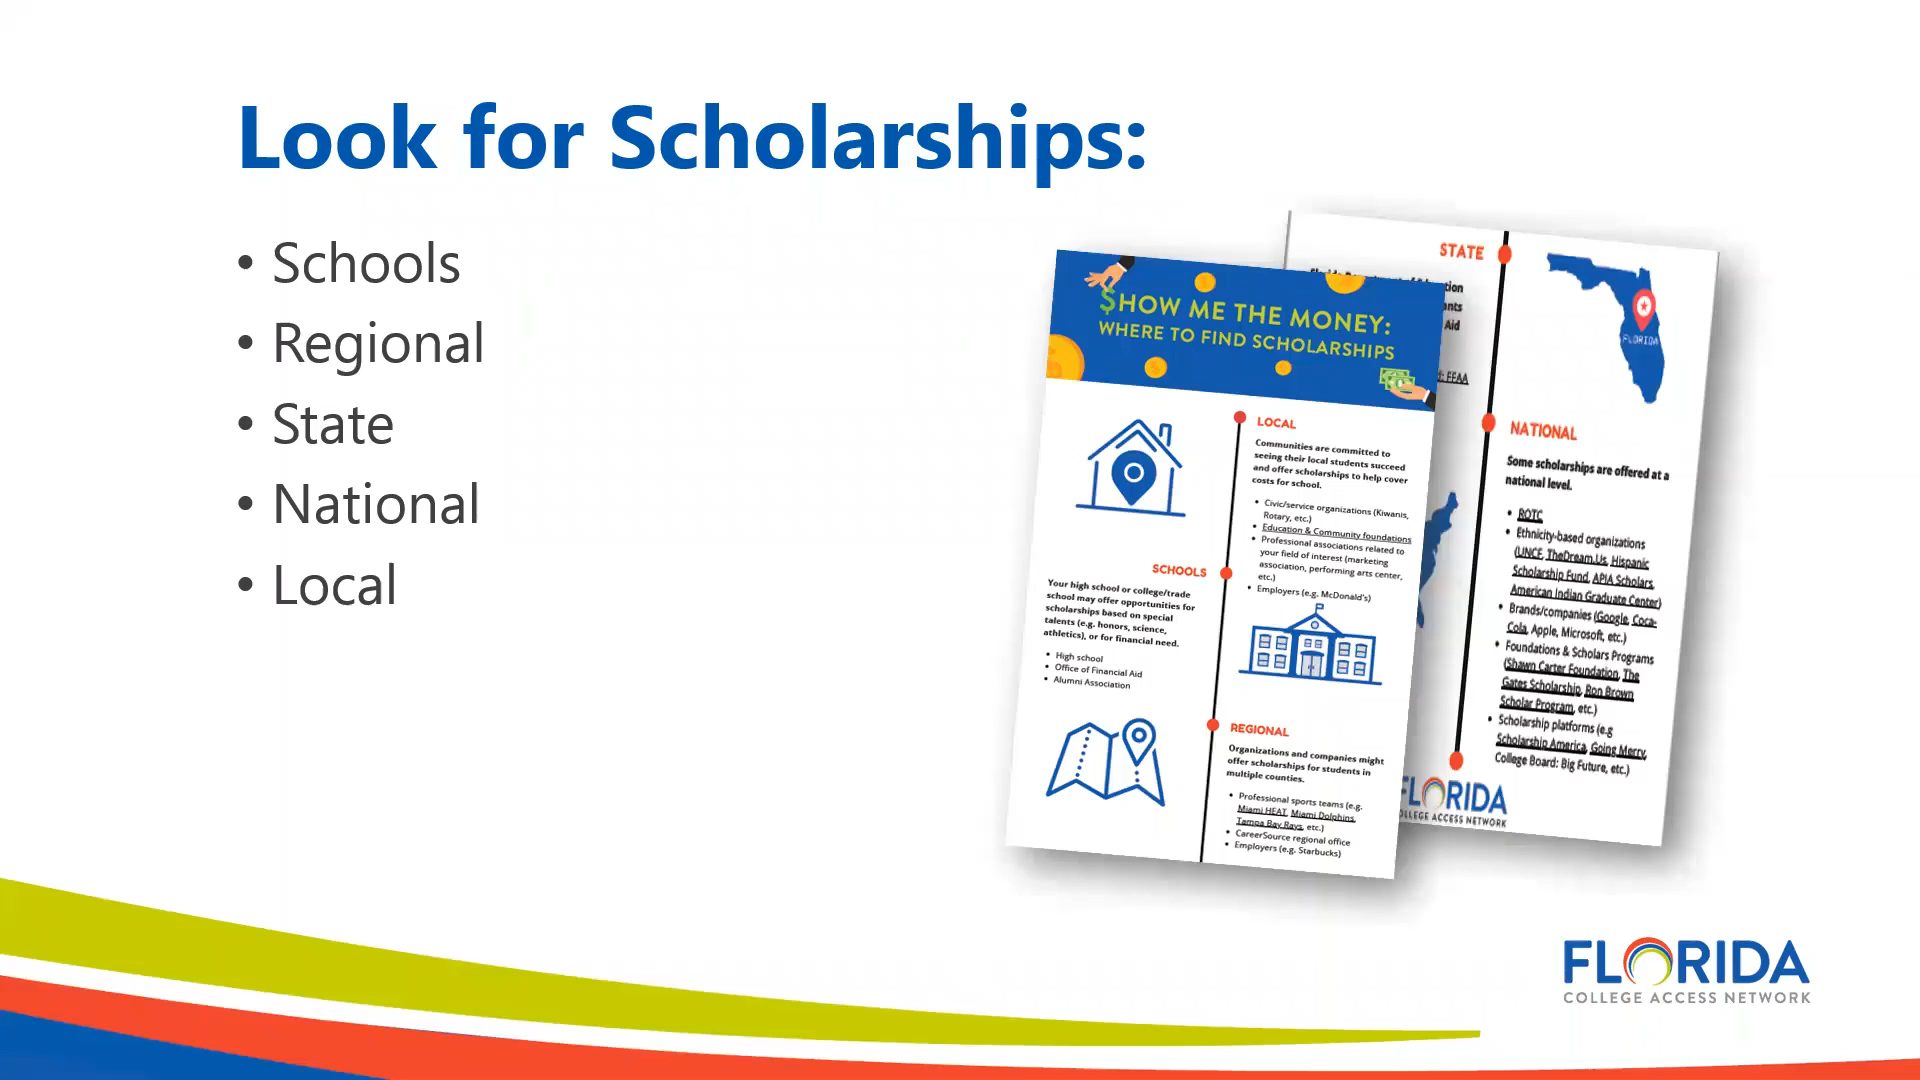 Look for Scholarships:
• Schools
• Regional
• State
• National
• Local
$HOW ME THE MONEY:
WHERE TO FIND SCHOLARSHIPS
LOCAL
Communities are committed to
seeing their local students succeed
and offer scholarships to help cover
costs for school.
• Civic/service organizations (Kiwanis,
Rotary, etc.)
• Education & Community foundations
• Professional associations related to
your field of interest (marketing
association, performing arts center,
etc.)
• Employers (e.g. McDonald's)
SCHOOLS
Your high school or college/trade
school may offer opportunities for
scholarships based on special
talents (e.g. honors, science,
athletics), or for financial need.
• High school
• Office of Financial Aid
• Alumni Association
REGIONAL
Organizations and companies might
offer scholarships for students in
multiple counties.
• Professional sports teams (e.g.
Miami HEAT, Miami Dolphins,
Tampa Bay Rays, etc.)
• CareerSource regional office
• Employers (e.g. Starbucks)
STATE
Aid
FLORIDA
NATIONAL
Some scholarships are offered at a
national level.
• ROTC
• Ethnicity-based organizations
(UNCF, TheDream.Us, Hispanic
Scholarship Fund, APIA Scholars,
American Indian Graduate Center)
• Brands/companies (Google, Coca-
Cola, Apple, Microsoft, etc.)
• Foundations & Scholars Programs
(Shawn Carter Foundation, The
Gates Scholarship, Ron Brown
Scholar Program, etc.)
• Scholarship platforms (e.g
Scholarship America, Going Merry,
College Board: Big Future, etc.)
FLORIDA
COLLEGE ACCESS NETWORK
FLORIDA
COLLEGE ACCESS NETWORK